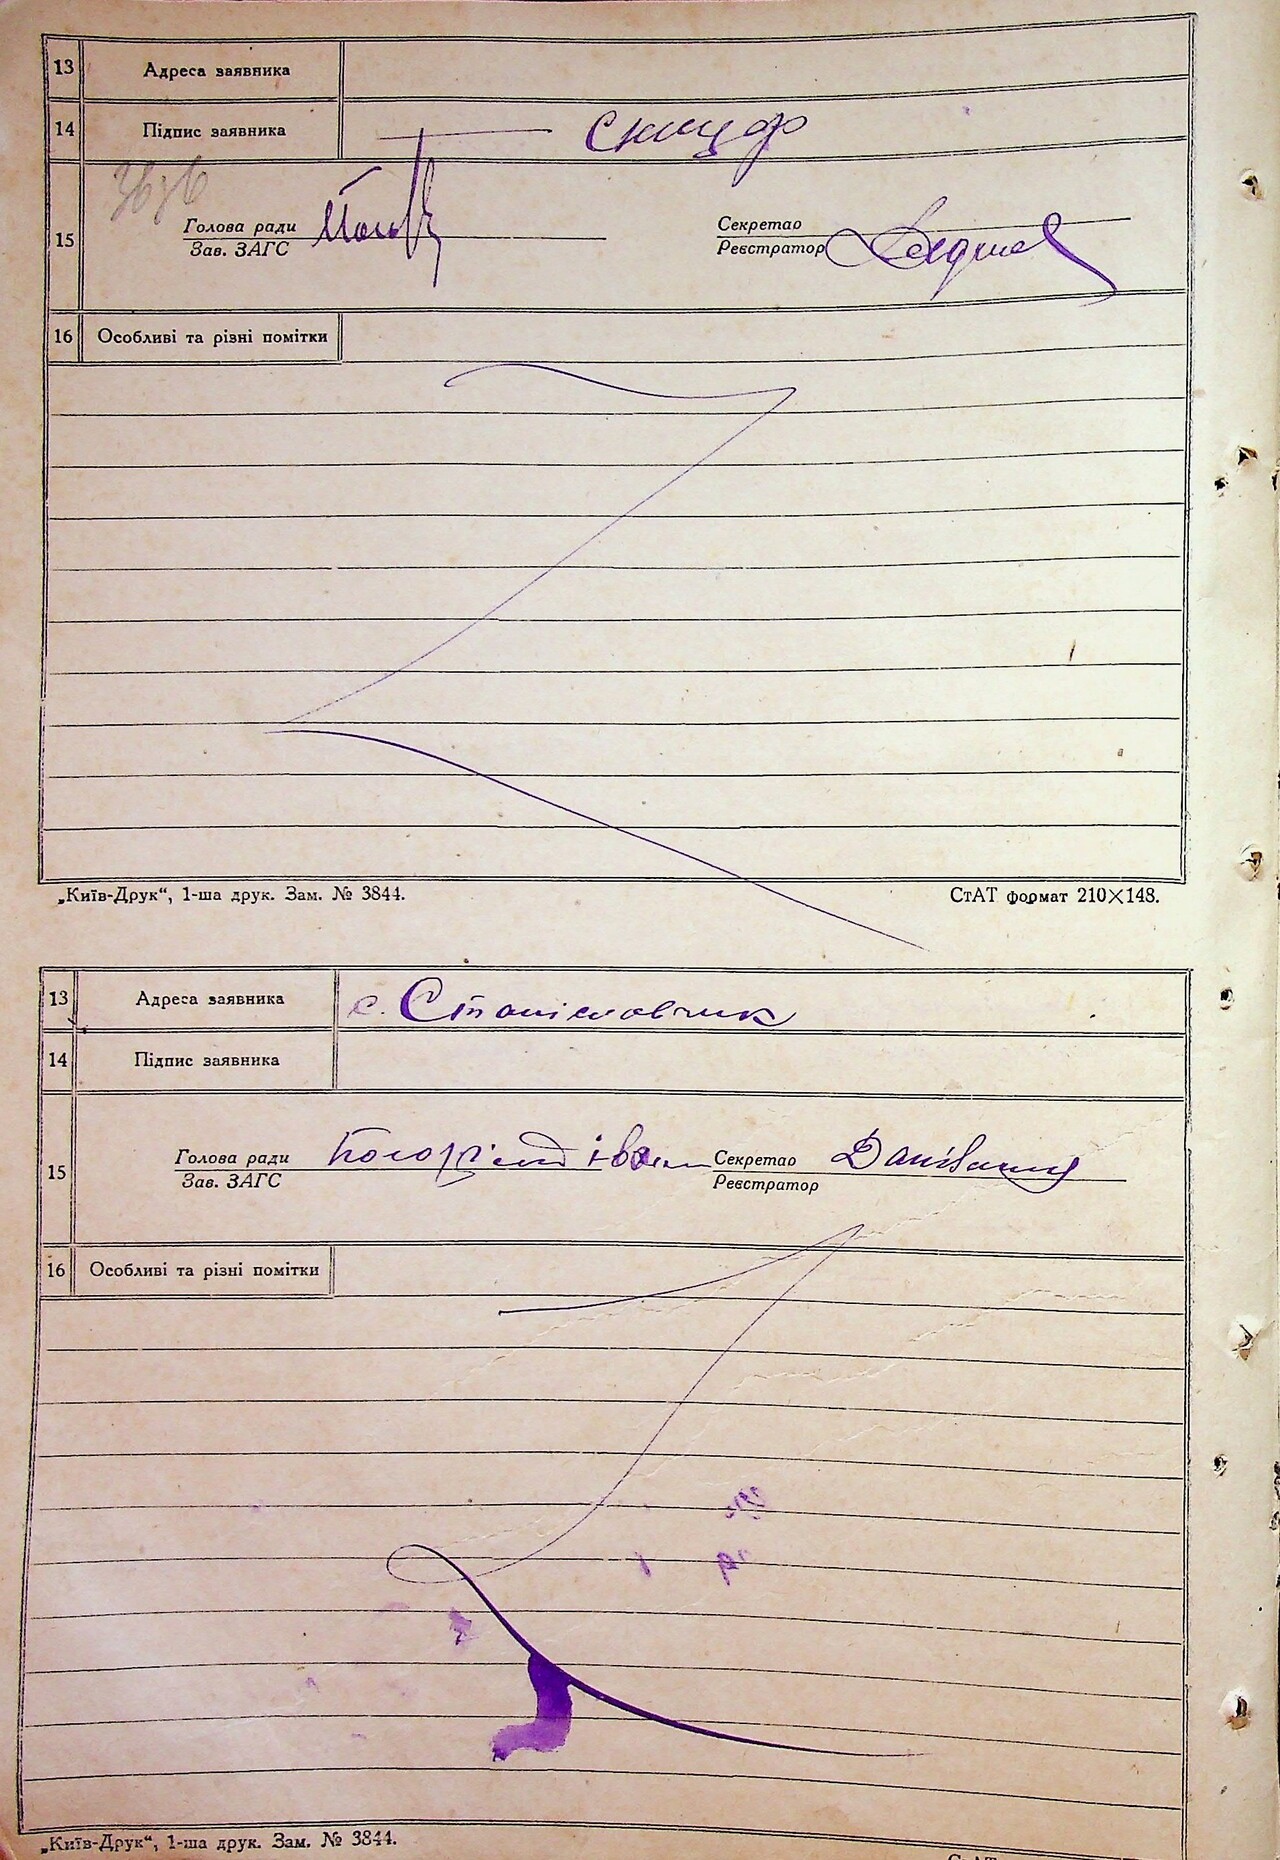 13 Адреса заявника
14 Підпис заявника
15 Голова ради Секретао
Зав. ЗАГС Реєстратор
16 Особливі та різні помітки
„Київ-Друк“, 1-ша друк. Зам. № 3844. СтАТ формат 210×148.
13 Адреса заявника с. Станіславчик
14 Підпис заявника
15 Голова ради Секретао
Зав. ЗАГС Реєстратор
16 Особливі та різні помітки
„Київ-Друк“, 1-ша друк. Зам. № 3844.